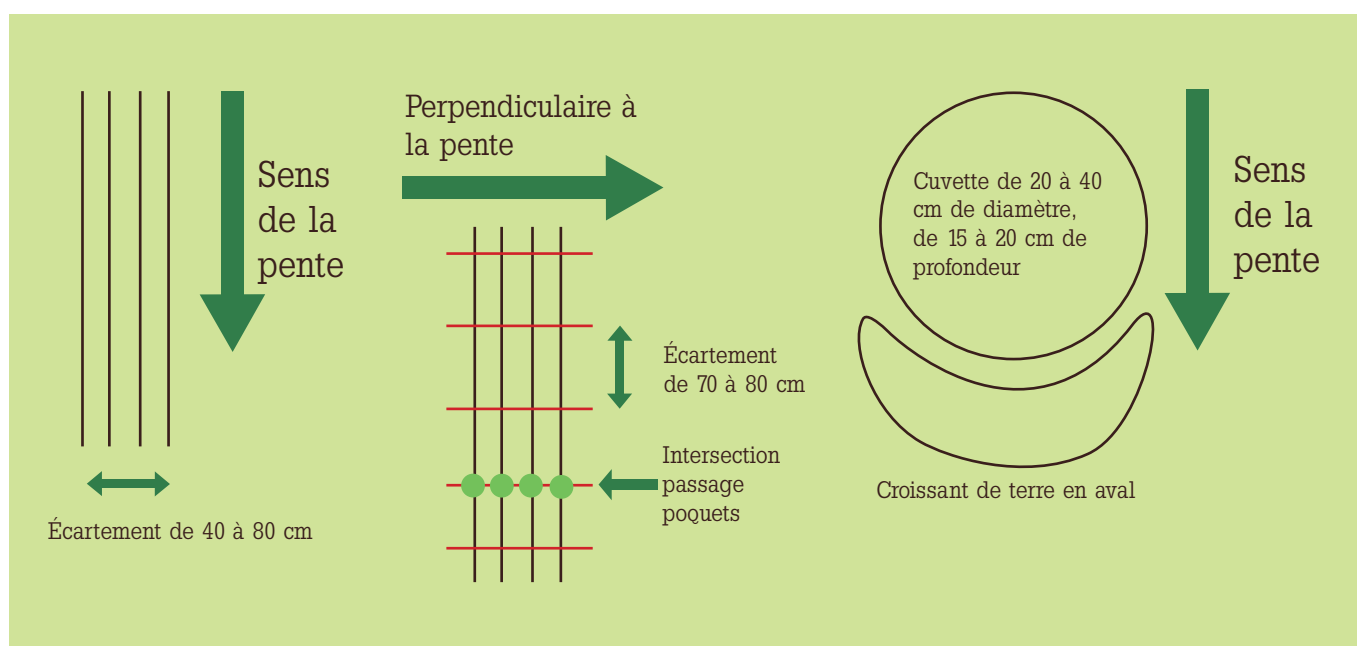 Sens
de la
pente
Écartement de 40 à 80 cm
Perpendiculaire à
la pente
Écartement
de 70 à 80 cm
Intersection
passage
poquets
Cuvette de 20 à 40
cm de diamètre,
de 15 à 20 cm de
profondeur
Croissant de terre en aval
Sens
de la
pente